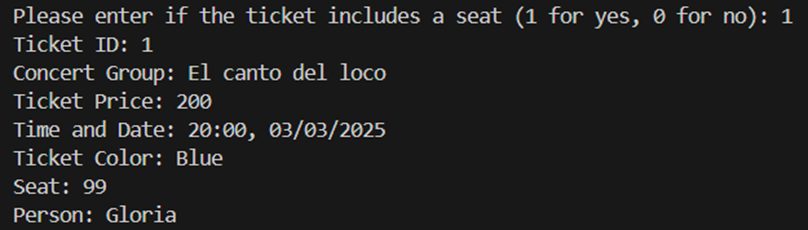 Please enter if the ticket includes a seat (1 for yes, 0 for no): 1
Ticket ID: 1
Concert Group: El canto del loco
Ticket Price: 200
Time and Date: 20:00, 03/03/2025
Ticket Color: Blue
Seat: 99
Person: Gloria